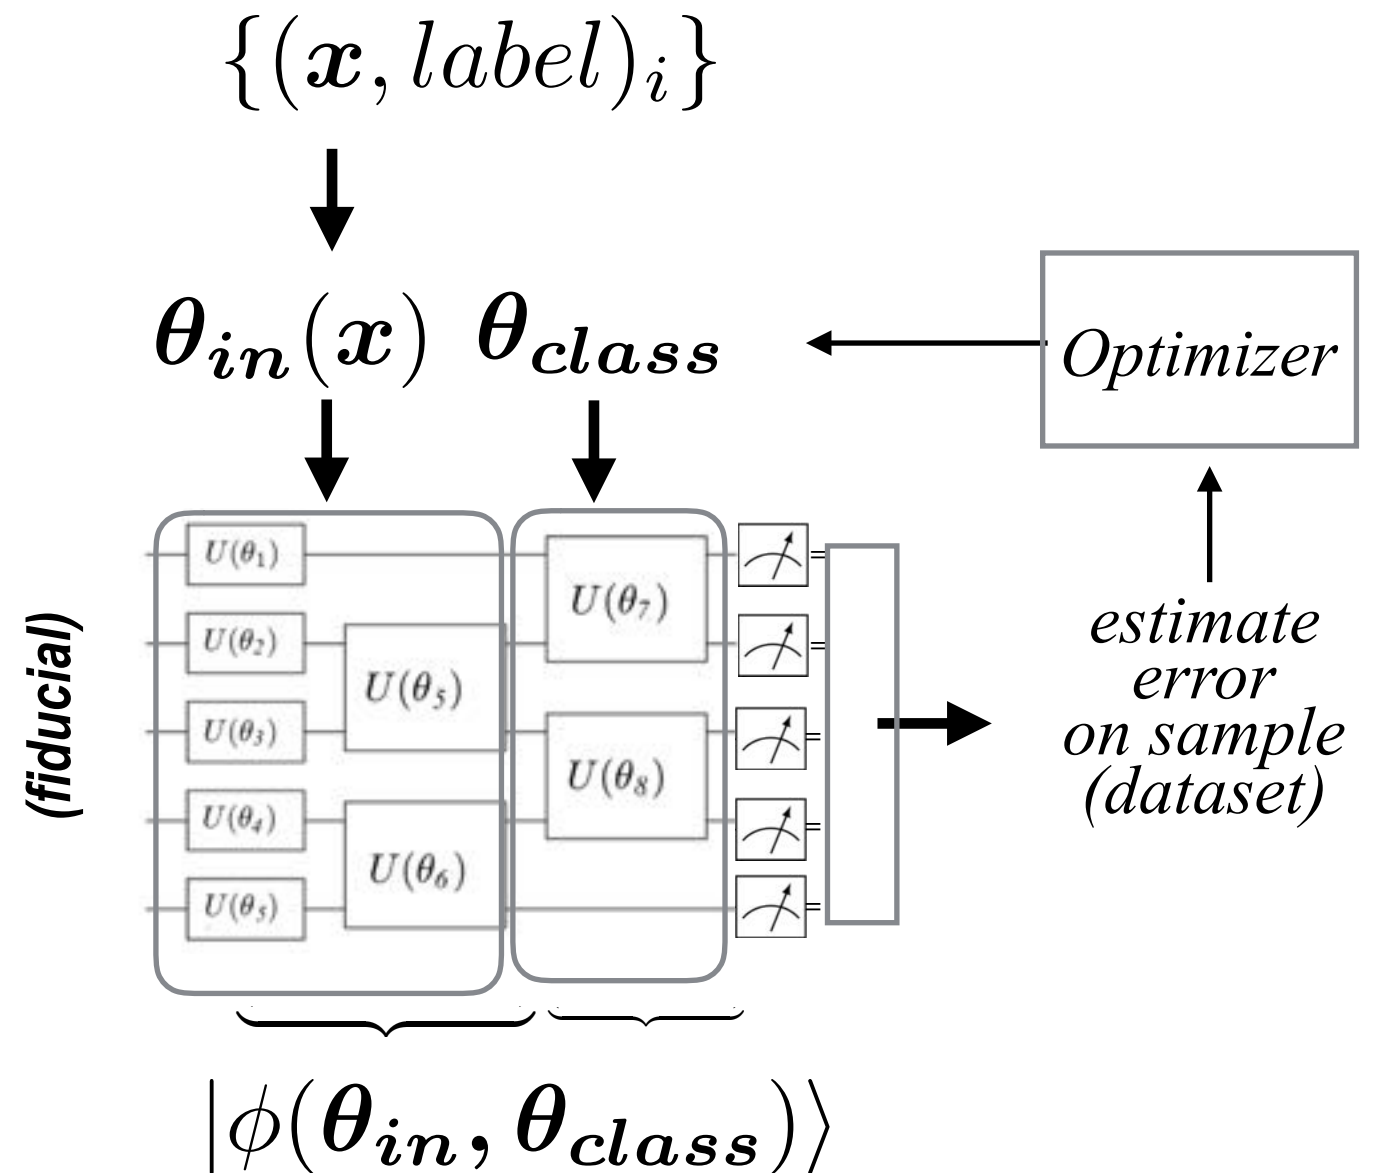 {(x, label)_i}
θ_in(x) θ_class
Optimizer
(fiducial)
U(θ_1)
U(θ_2)
U(θ_3)
U(θ_4)
U(θ_5)
U(θ_5)
U(θ_6)
U(θ_7)
U(θ_8)
estimate
error
on sample
(dataset)
|ϕ(θ_in, θ_class)⟩